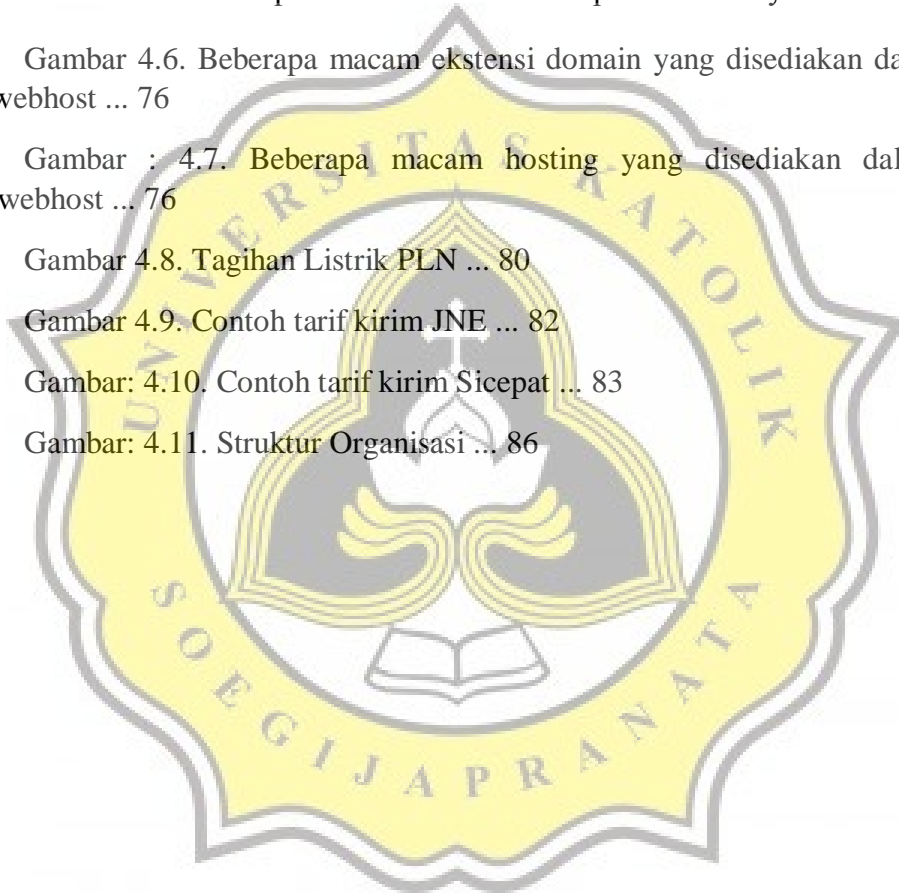 Gambar 4.6. Beberapa macam ekstensi domain yang disediakan da
webhost ... 76
Gambar : 4.7. Beberapa macam hosting yang disediakan dal
webhost ... 76
Gambar 4.8. Tagihan Listrik PLN ... 80
Gambar 4.9. Contoh tarif kirim JNE ... 82
Gambar: 4.10. Contoh tarif kirim Sicepat ... 83
Gambar: 4.11. Struktur Organisasi ... 86
UNIVERSITAS KATOLIK
SOEGIJAPRANATA